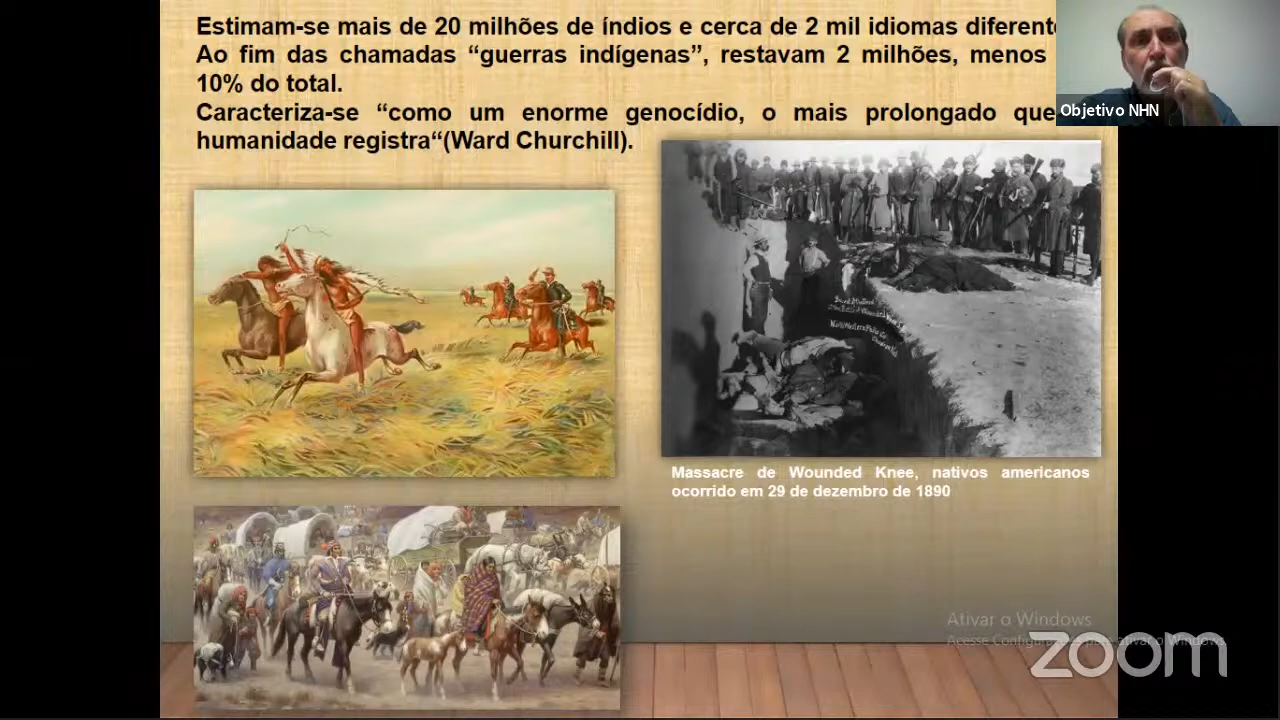 Estimam-se mais de 20 milhões de índios e cerca de 2 mil idiomas
Ao fim das chamadas “guerras indígenas”, restavam 2 milhões, menos
10% do total.
Caracteriza-se “como um enorme genocídio, o mais prolongado que
humanidade registra“(Ward Churchill).
Objetivo NHN
Massacre de Wounded Knee, nativos americanos
ocorrido em 29 de dezembro de 1890
Ativar o Windows
zoom